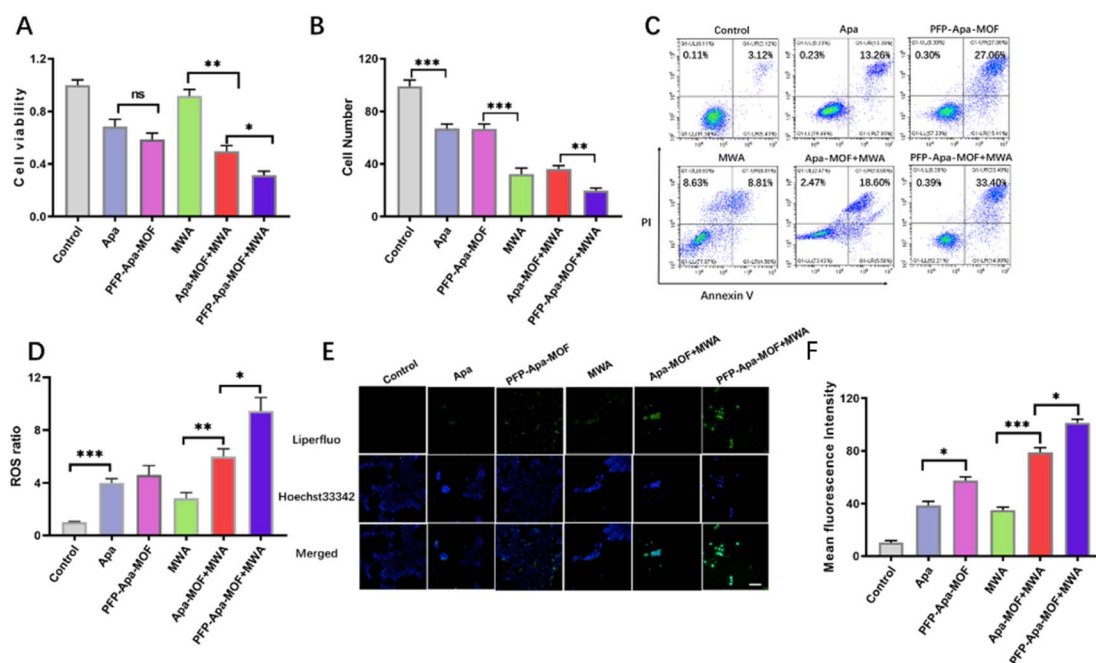 A
Cell viability
1.2
0.8
0.4
0.0
ns
**
*
Control
Apa
PFP-Apa-MOF
MWA
Apa-MOF+MWA
PFP-Apa-MOF+MWA
B
Cell Number
120
80
40
0
***
***
**
Control
Apa
PFP-Apa-MOF
MWA
Apa-MOF+MWA
PFP-Apa-MOF+MWA
C
Control
Apa
PFP-Apa-MOF
0.11%
3.12%
0.23%
13.26%
0.30%
27.06%
MWA
Apa-MOF+MWA
PFP-Apa-MOF+MWA
8.63%
8.81%
2.47%
18.60%
0.39%
33.40%
PI
Annexin V
D
ROS ratio
12
8
4
0
***
**
*
Control
Apa
PFP-Apa-MOF
MWA
Apa-MOF+MWA
PFP-Apa-MOF+MWA
E
Control
Apa
PFP-Apa-MOF
MWA
Apa-MOF+MWA
PFP-Apa-MOF+MWA
Liperfluo
Hoechst33342
Merged
F
Mean fluorescence Intensity
120
80
40
0
*
***
*
Control
Apa
PFP-Apa-MOF
MWA
Apa-MOF+MWA
PFP-Apa-MOF+MWA